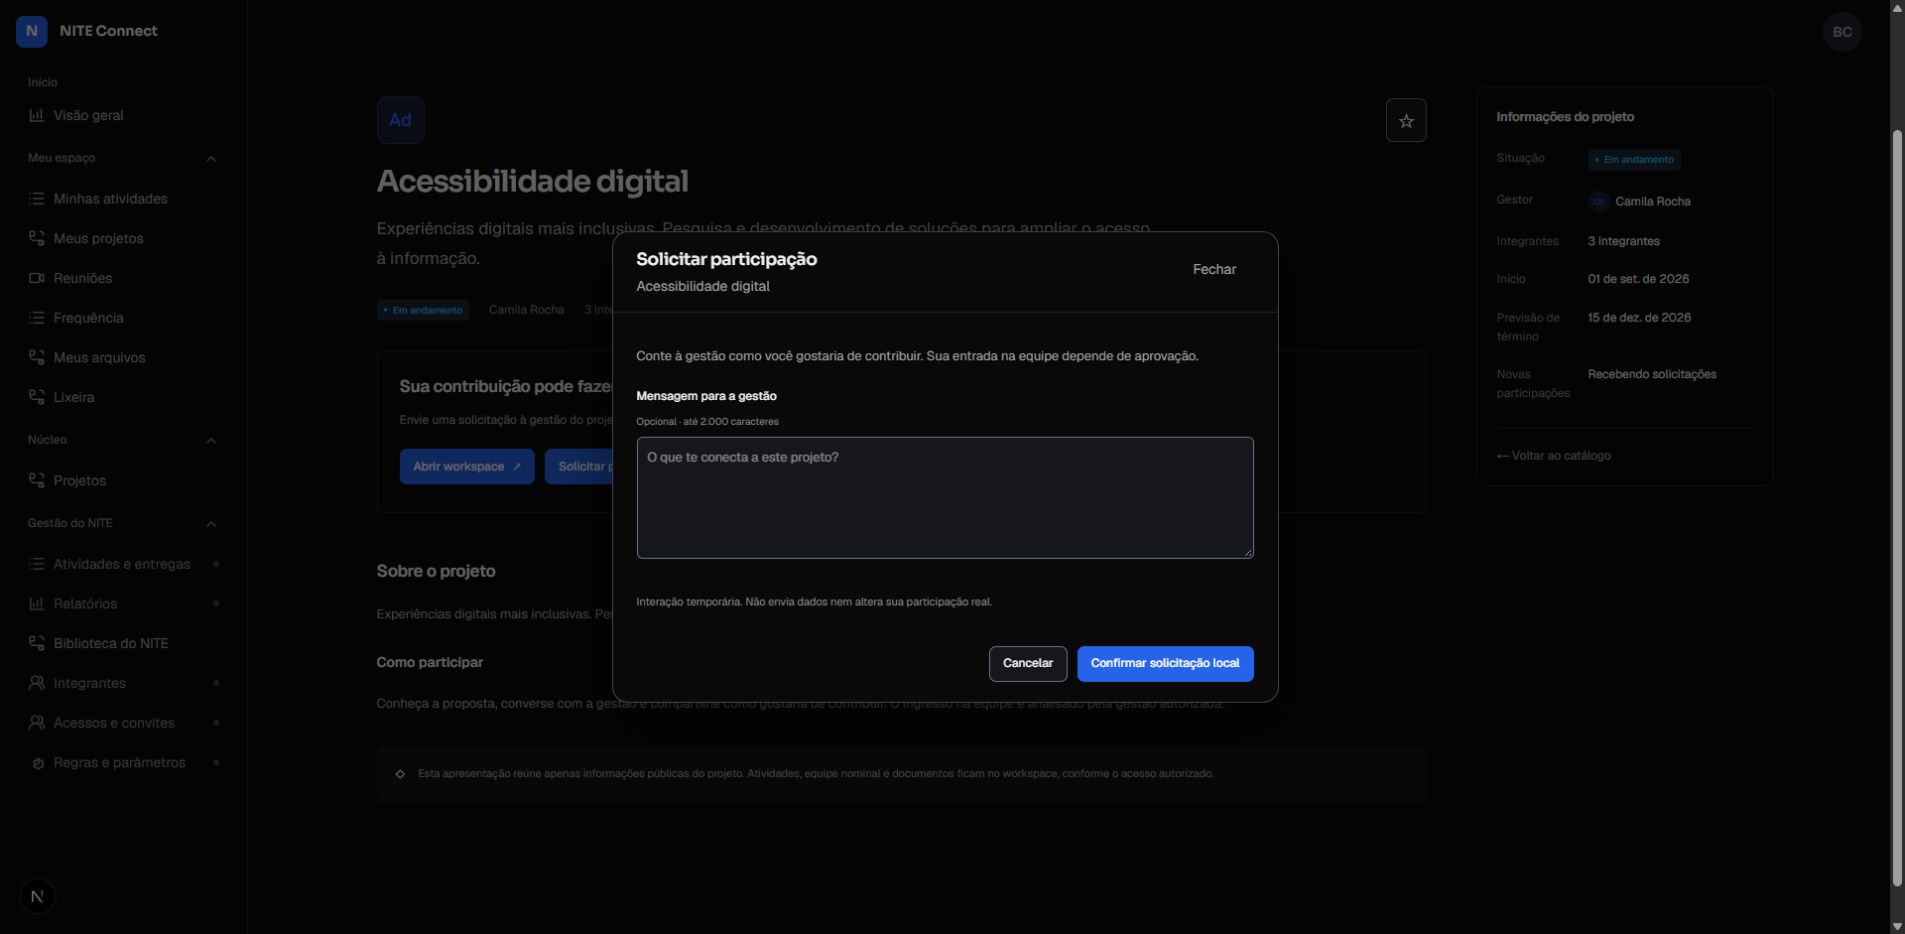 N NITE Connect
BC
Início
Visão geral
Meu espaço
Minhas atividades
Meus projetos
Reuniões
Frequência
Meus arquivos
Lixeira
Núcleo
Projetos
Gestão do NITE
Atividades e entregas
Relatórios
Biblioteca do NITE
Integrantes
Acessos e convites
Regras e parâmetros
N
Ad
Acessibilidade digital
Experiências digitais mais inclusivas. Pesquisa e desenvolvimento de soluções para ampliar o acesso
à informação.
Em andamento Camila Rocha 3 inte
Sua contribuição pode faze
Envie uma solicitação à gestão do proje
Abrir workspace ↗ Solicitar p
Sobre o projeto
Experiências digitais mais inclusivas. Pes
Como participar
Conheça a proposta, converse com a gestão e compartilhe como gostaria de contribuir. O ingresso na equipe é analisado pela gestão autorizada.
Esta apresentação reúne apenas informações públicas do projeto. Atividades, equipe nominal e documentos ficam no workspace, conforme o acesso autorizado.
Solicitar participação
Acessibilidade digital
Fechar
Conte à gestão como você gostaria de contribuir. Sua entrada na equipe depende de aprovação.
Mensagem para a gestão
Opcional · até 2.000 caracteres
O que te conecta a este projeto?
Interação temporária. Não envia dados nem altera sua participação real.
Cancelar Confirmar solicitação local
Informações do projeto
Situação Em andamento
Gestor CR Camila Rocha
Integrantes 3 integrantes
Início 01 de set. de 2026
Previsão de término 15 de dez. de 2026
Novas participações Recebendo solicitações
← Voltar ao catálogo